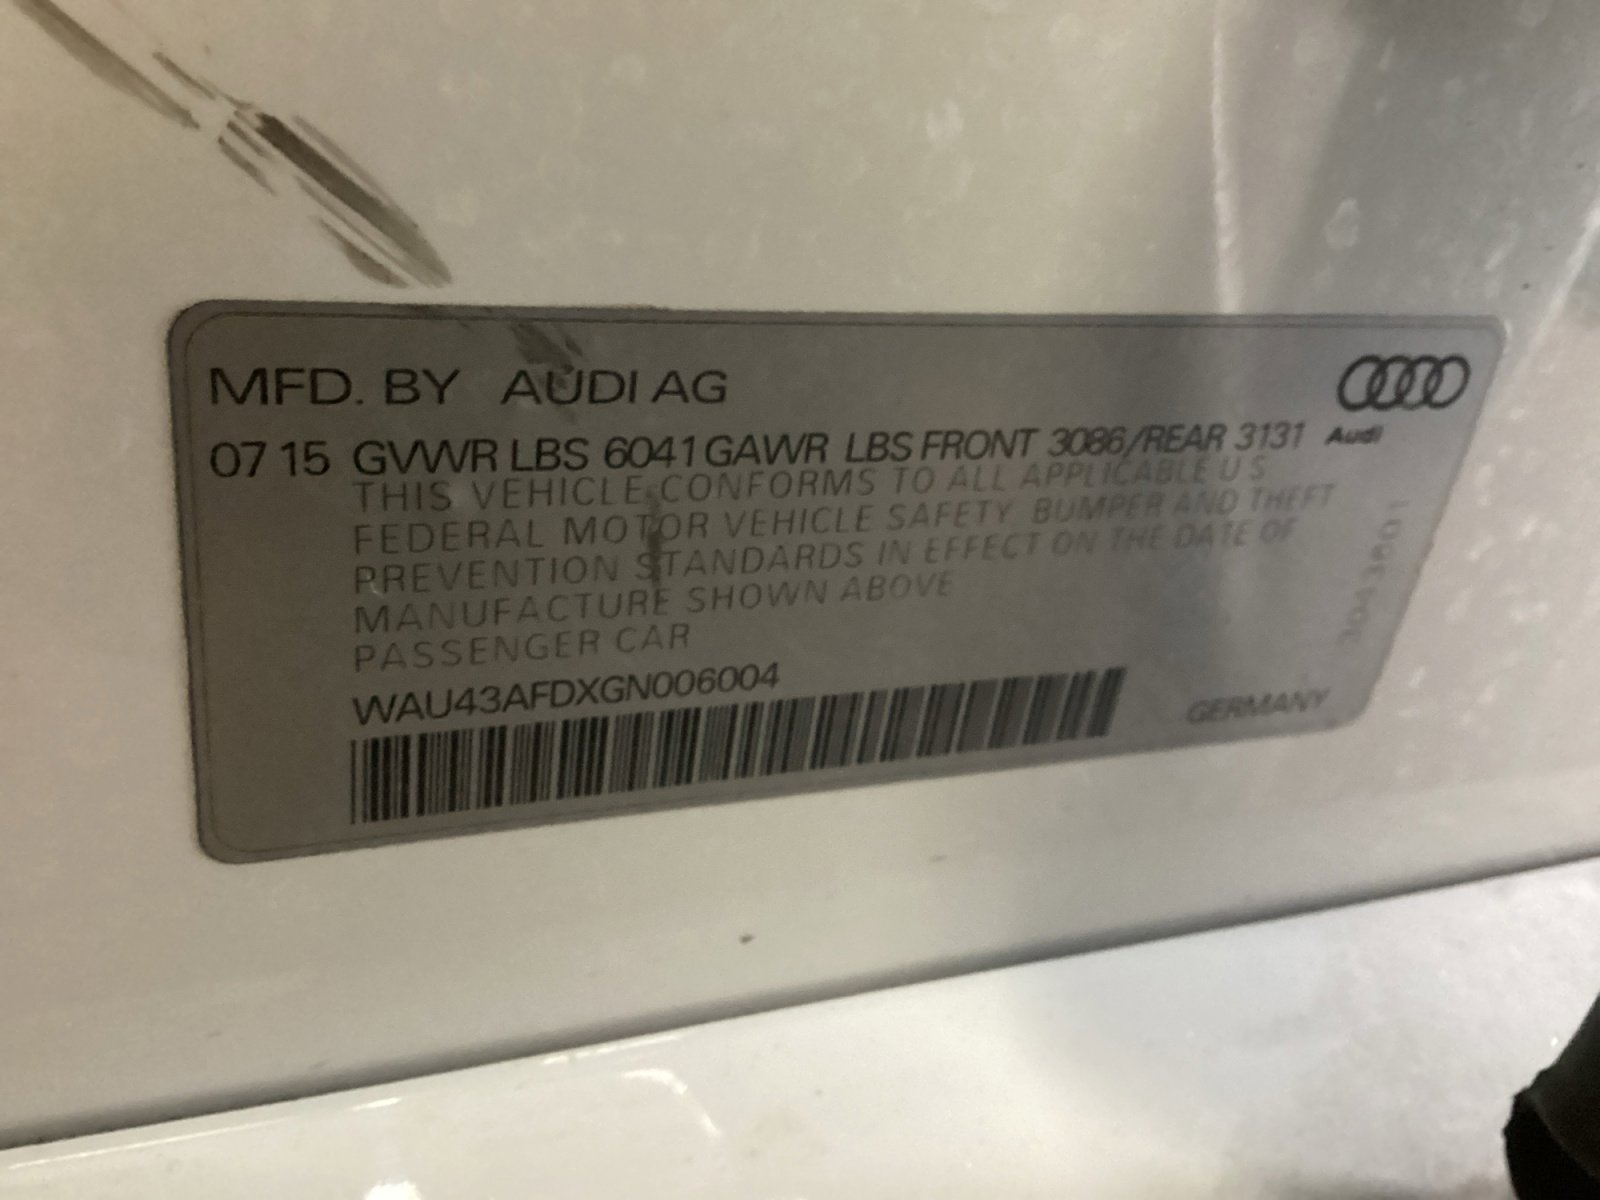 MFD. BY AUDI AG
07 15 GVWR LBS 6041 GAWR LBS FRONT 3086/REAR 3131
Audi
THIS VEHICLE CONFORMS TO ALL APPLICABLE U S
FEDERAL MOTOR VEHICLE SAFETY BUMPER AND THEFT
PREVENTION STANDARDS IN EFFECT ON THE DATE OF
MANUFACTURE SHOWN ABOVE
PASSENGER CAR
WAU43AFDXGN006004
GERMANY